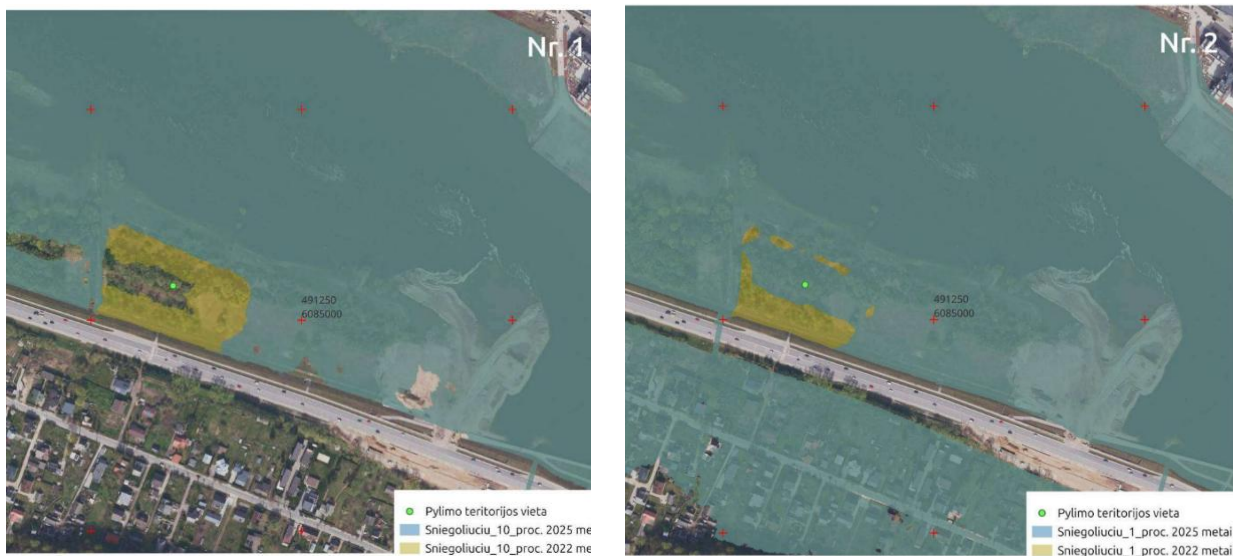 Nr. 1
491250
6085000
Pylimo teritorijos vieta
Sniegoliuciu_10_proc. 2025 me
Sniegoliuciu_10_proc. 2022 me
Nr. 2
491250
6085000
Pylimo teritorijos vieta
Sniegoliuciu_1_proc. 2025 metai
Sniegoliuciu_1_proc. 2022 metai